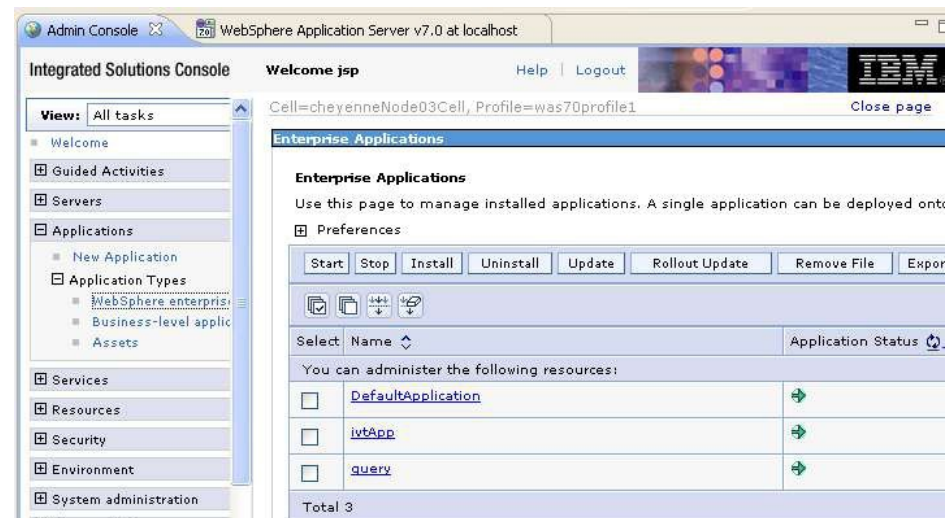 Admin Console
WebSphere Application Server v7.0 at localhost
Integrated Solutions Console
Welcome jsp
Help | Logout
IBM.
View: All tasks
Welcome
Guided Activities
Servers
Applications
New Application
Application Types
WebSphere enterpris
Business-level applic
Assets
Services
Resources
Security
Environment
System administration
Cell=cheyenneNode03Cell, Profile=was70profile1
Close page
Enterprise Applications
Enterprise Applications
Use this page to manage installed applications. A single application can be deployed onto
Preferences
Start Stop Install Uninstall Update Rollout Update Remove File Expor
Select Name Application Status
You can administer the following resources:
DefaultApplication
ivtApp
query
Total 3